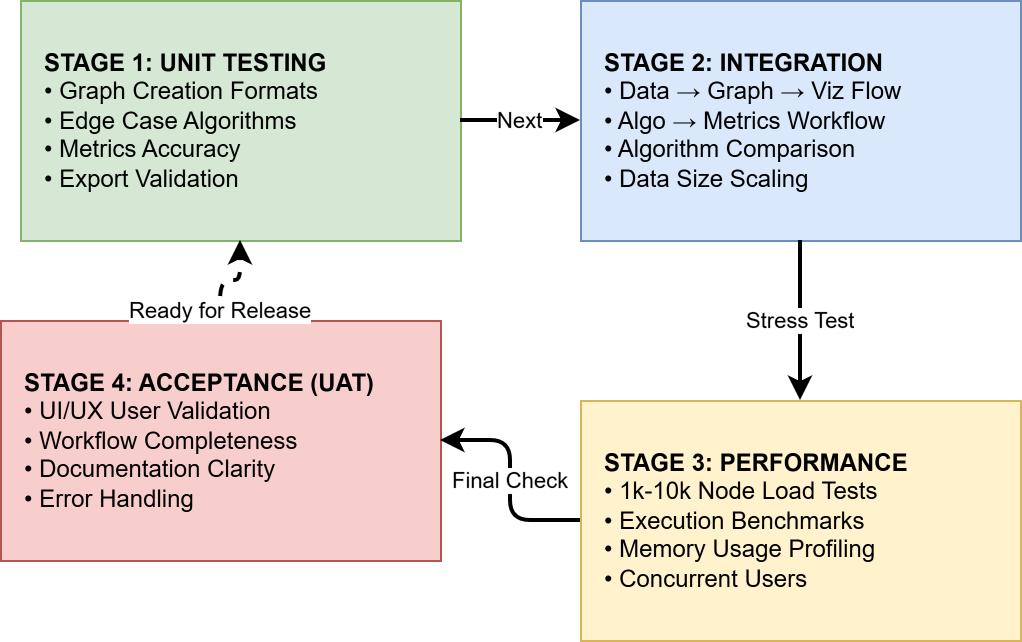 STAGE 1: UNIT TESTING
• Graph Creation Formats
• Edge Case Algorithms
• Metrics Accuracy
• Export Validation
Next
STAGE 2: INTEGRATION
• Data → Graph → Viz Flow
• Algo → Metrics Workflow
• Algorithm Comparison
• Data Size Scaling
Stress Test
STAGE 3: PERFORMANCE
• 1k-10k Node Load Tests
• Execution Benchmarks
• Memory Usage Profiling
• Concurrent Users
Final Check
STAGE 4: ACCEPTANCE (UAT)
• UI/UX User Validation
• Workflow Completeness
• Documentation Clarity
• Error Handling
Ready for Release